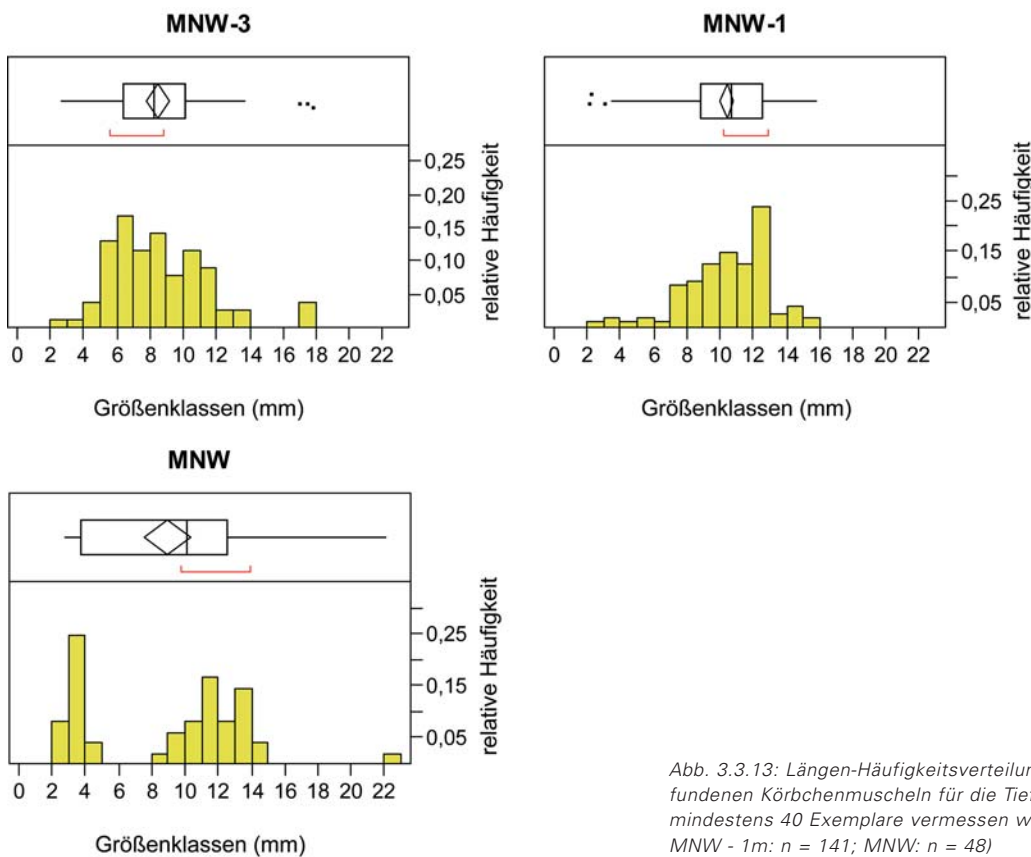 MNW-3
0,25
0,20
0,15
0,10
0,05
relative Häufigkeit
0 2 4 6 8 10 12 14 16 18 20 22
Größenklassen (mm)
MNW-1
0,25
0,15
0,05
relative Häufigkeit
0 2 4 6 8 10 12 14 16 18 20 22
Größenklassen (mm)
MNW
0,25
0,15
0,05
relative Häufigkeit
0 2 4 6 8 10 12 14 16 18 20 22
Größenklassen (mm)
Abb. 3.3.13: Längen-Häufigkeitsverteilun
fundenen Körbchenmuscheln für die Tief
mindestens 40 Exemplare vermessen w
MNW - 1m: n = 141; MNW: n = 48)